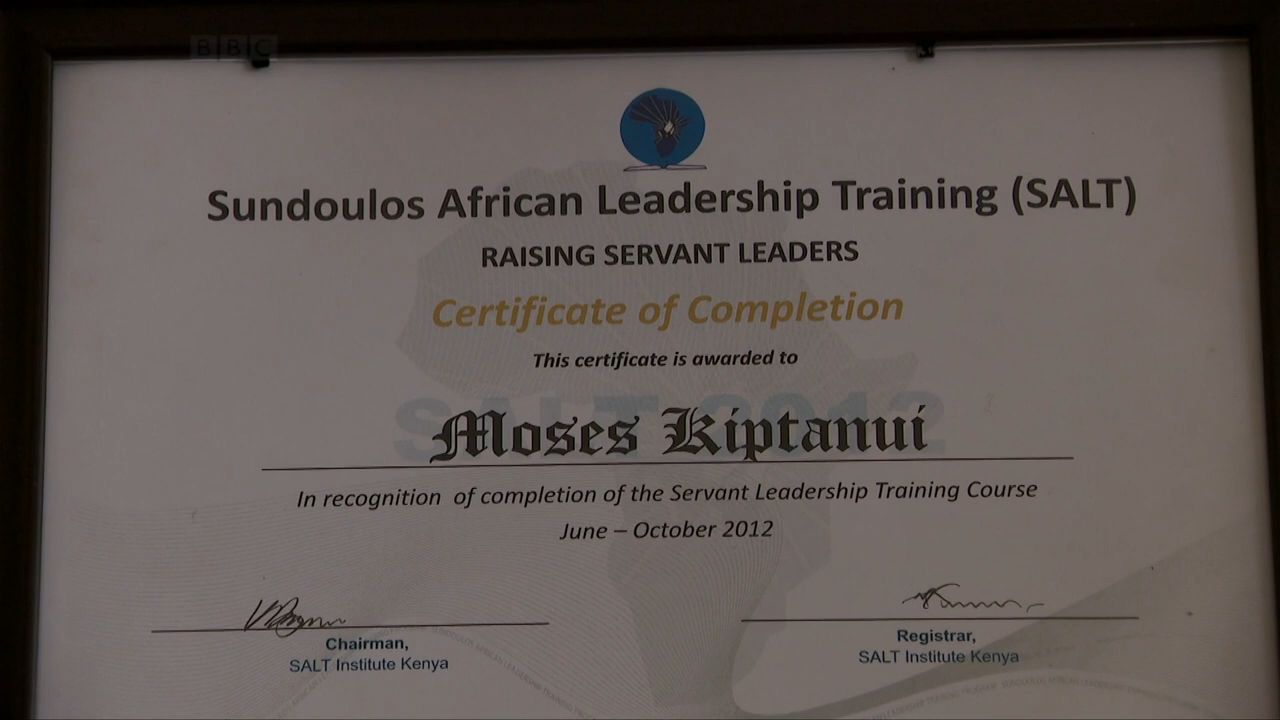 BBC
Sundoulos African Leadership Training (SALT)
RAISING SERVANT LEADERS
Certificate of Completion
This certificate is awarded to
SALT 2012
Moses Kiptanui
In recognition of completion of the Servant Leadership Training Course
June – October 2012
Chairman,
SALT Institute Kenya
Registrar,
SALT Institute Kenya